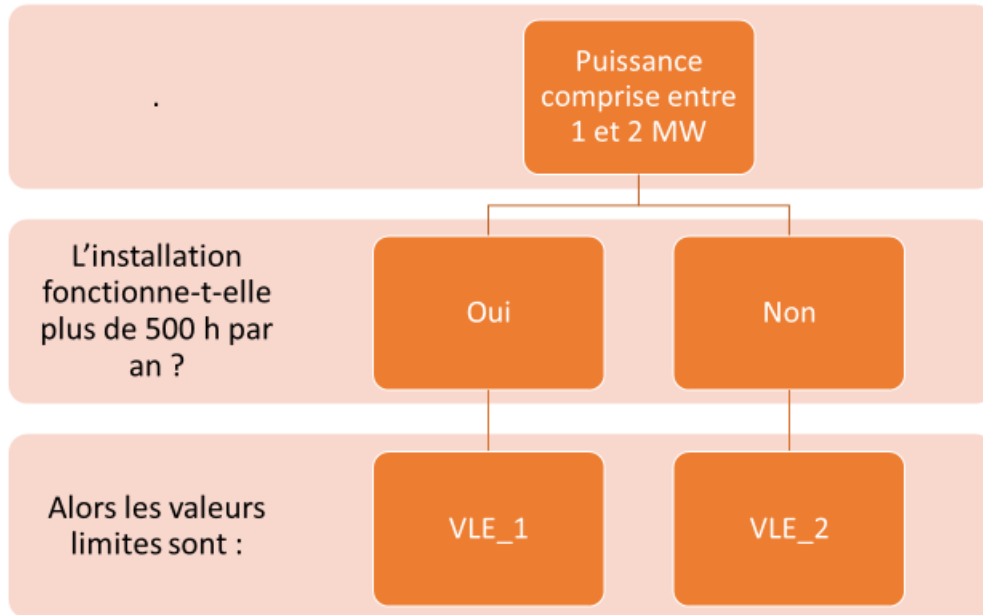 .
Puissance
comprise entre
1 et 2 MW
L’installation
fonctionne-t-elle
plus de 500 h par
an ?
Oui
Non
Alors les valeurs
limites sont :
VLE_1
VLE_2